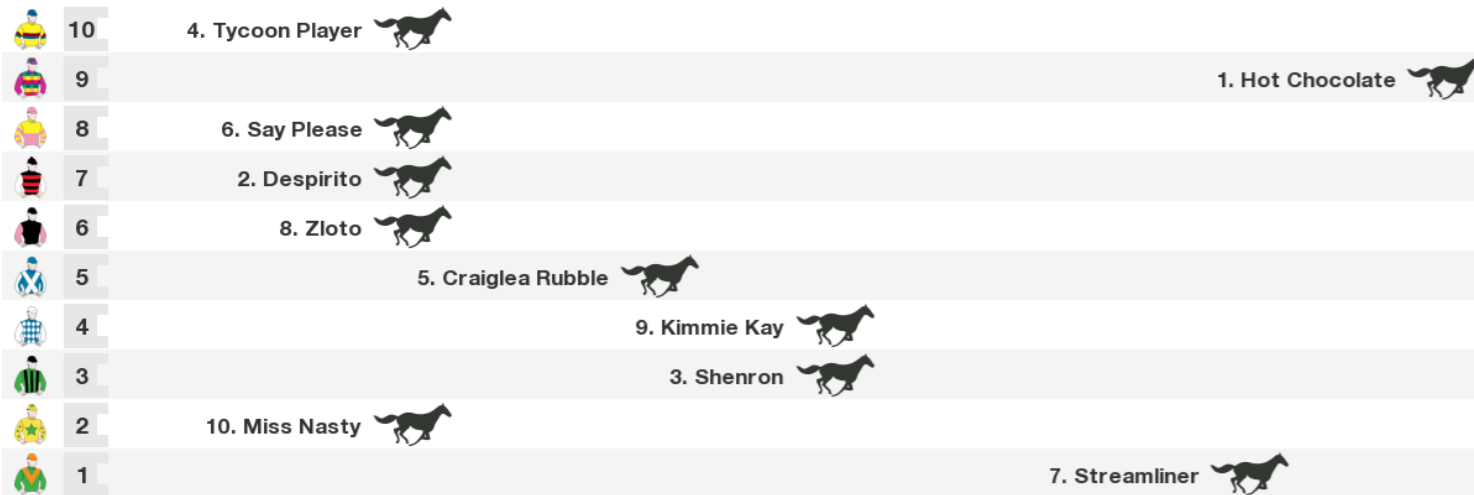 10 4. Tycoon Player
9 1. Hot Chocolate
8 6. Say Please
7 2. Despirito
6 8. Zloto
5 5. Craiglea Rubble
4 9. Kimmie Kay
3 3. Shenron
2 10. Miss Nasty
1 7. Streamliner